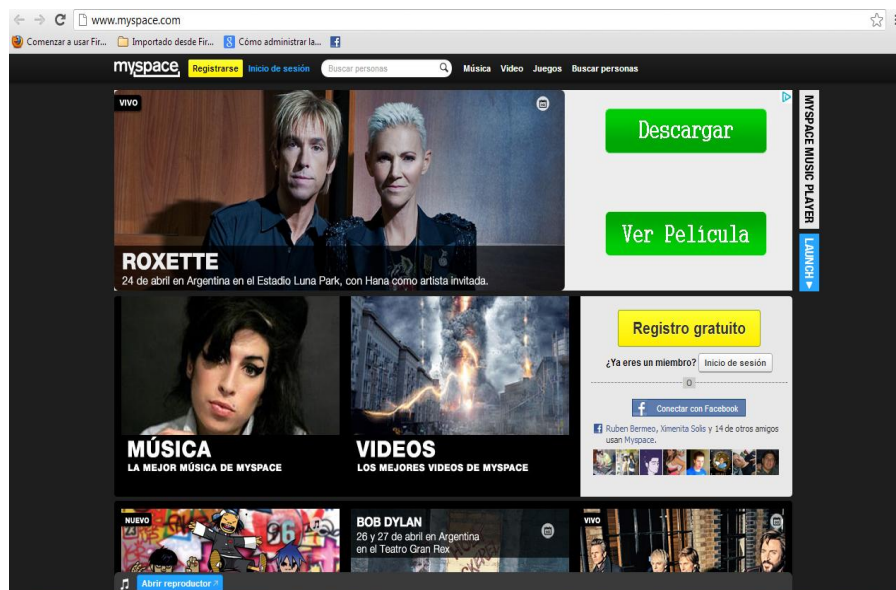 www.myspace.com
Comenzar a usar Fir... Importado desde Fir... Cómo administrar la...
myspace Registrarse Inicio de sesión Buscar personas Música Video Juegos Buscar personas
VIVO
ROXETTE
24 de abril en Argentina en el Estadio Luna Park, con Hana como artista invitada.
Descargar
Ver Película
MYSPACE MUSIC PLAYER
LAUNCH
MÚSICA
LA MEJOR MÚSICA DE MYSPACE
VIDEOS
LOS MEJORES VIDEOS DE MYSPACE
Registro gratuito
¿Ya eres un miembro? Inicio de sesión
O
Conectar con Facebook
Ruben Bermeo, Ximenita Solis y 14 de otros amigos
usan Myspace.
NUEVO
96
BOB DYLAN
26 y 27 de abril en Argentina
en el Teatro Gran Rex
VIVO
Abrir reproductor